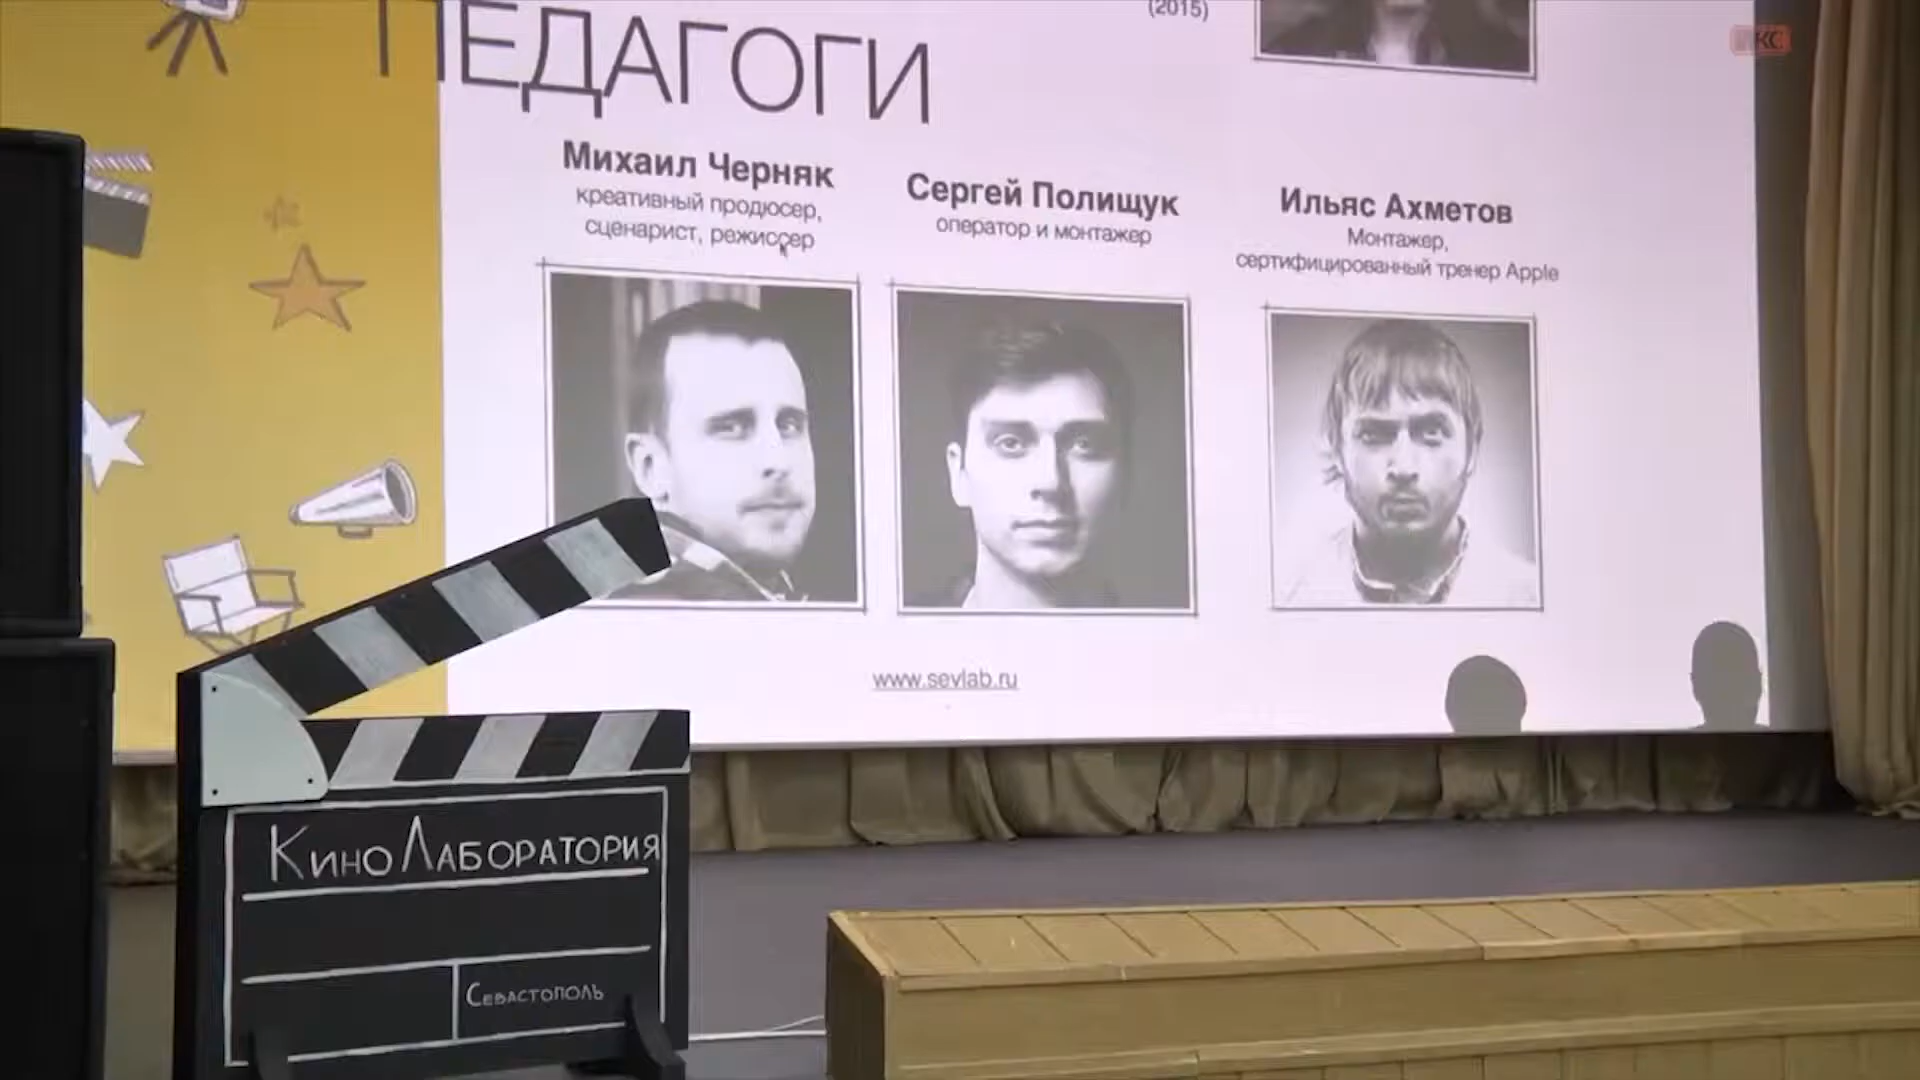 ПЕДАГОГИ
(2015)
Михаил Черняк
креативный продюсер,
сценарист, режиссер
Сергей Полищук
оператор и монтажер
Ильяс Ахметов
Монтажер,
сертифицированный тренер Apple
www.sevlab.ru
КиноЛаборатория
Севастополь